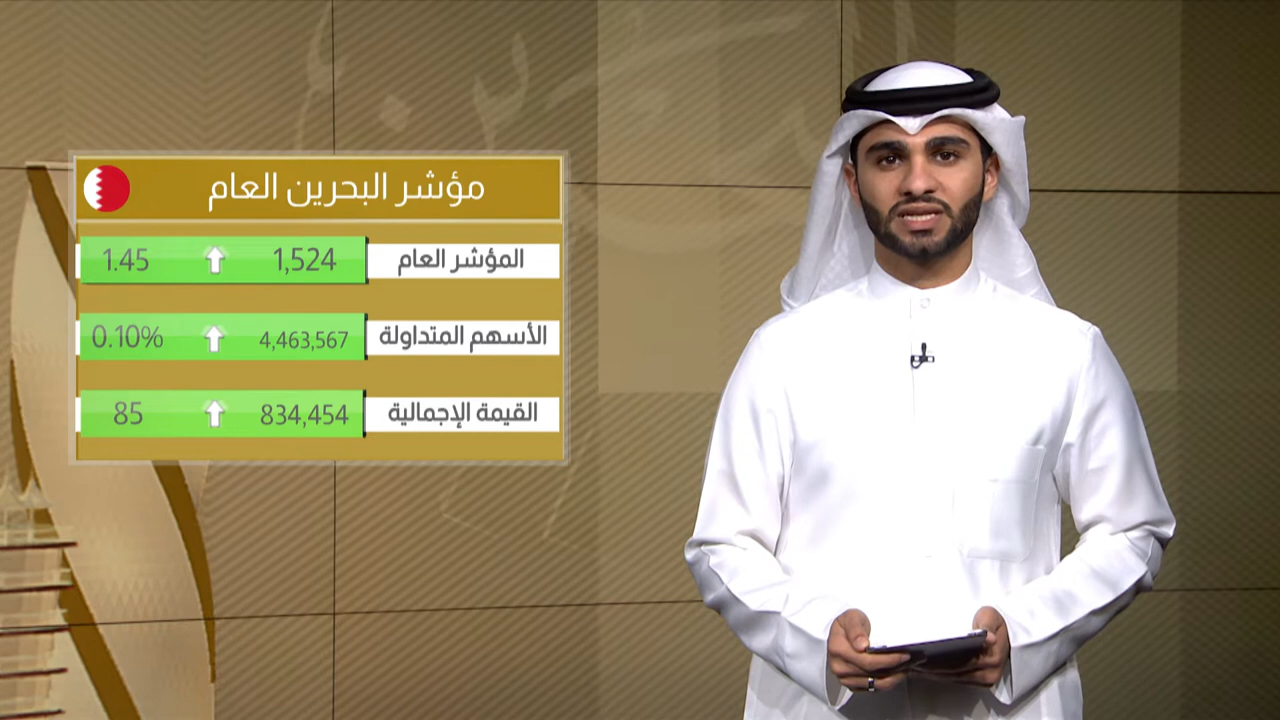 مؤشر البحرين العام
المؤشر العام 1,524 1.45
الأسهم المتداولة 4,463,567 0.10%
القيمة الإجمالية 834,454 85